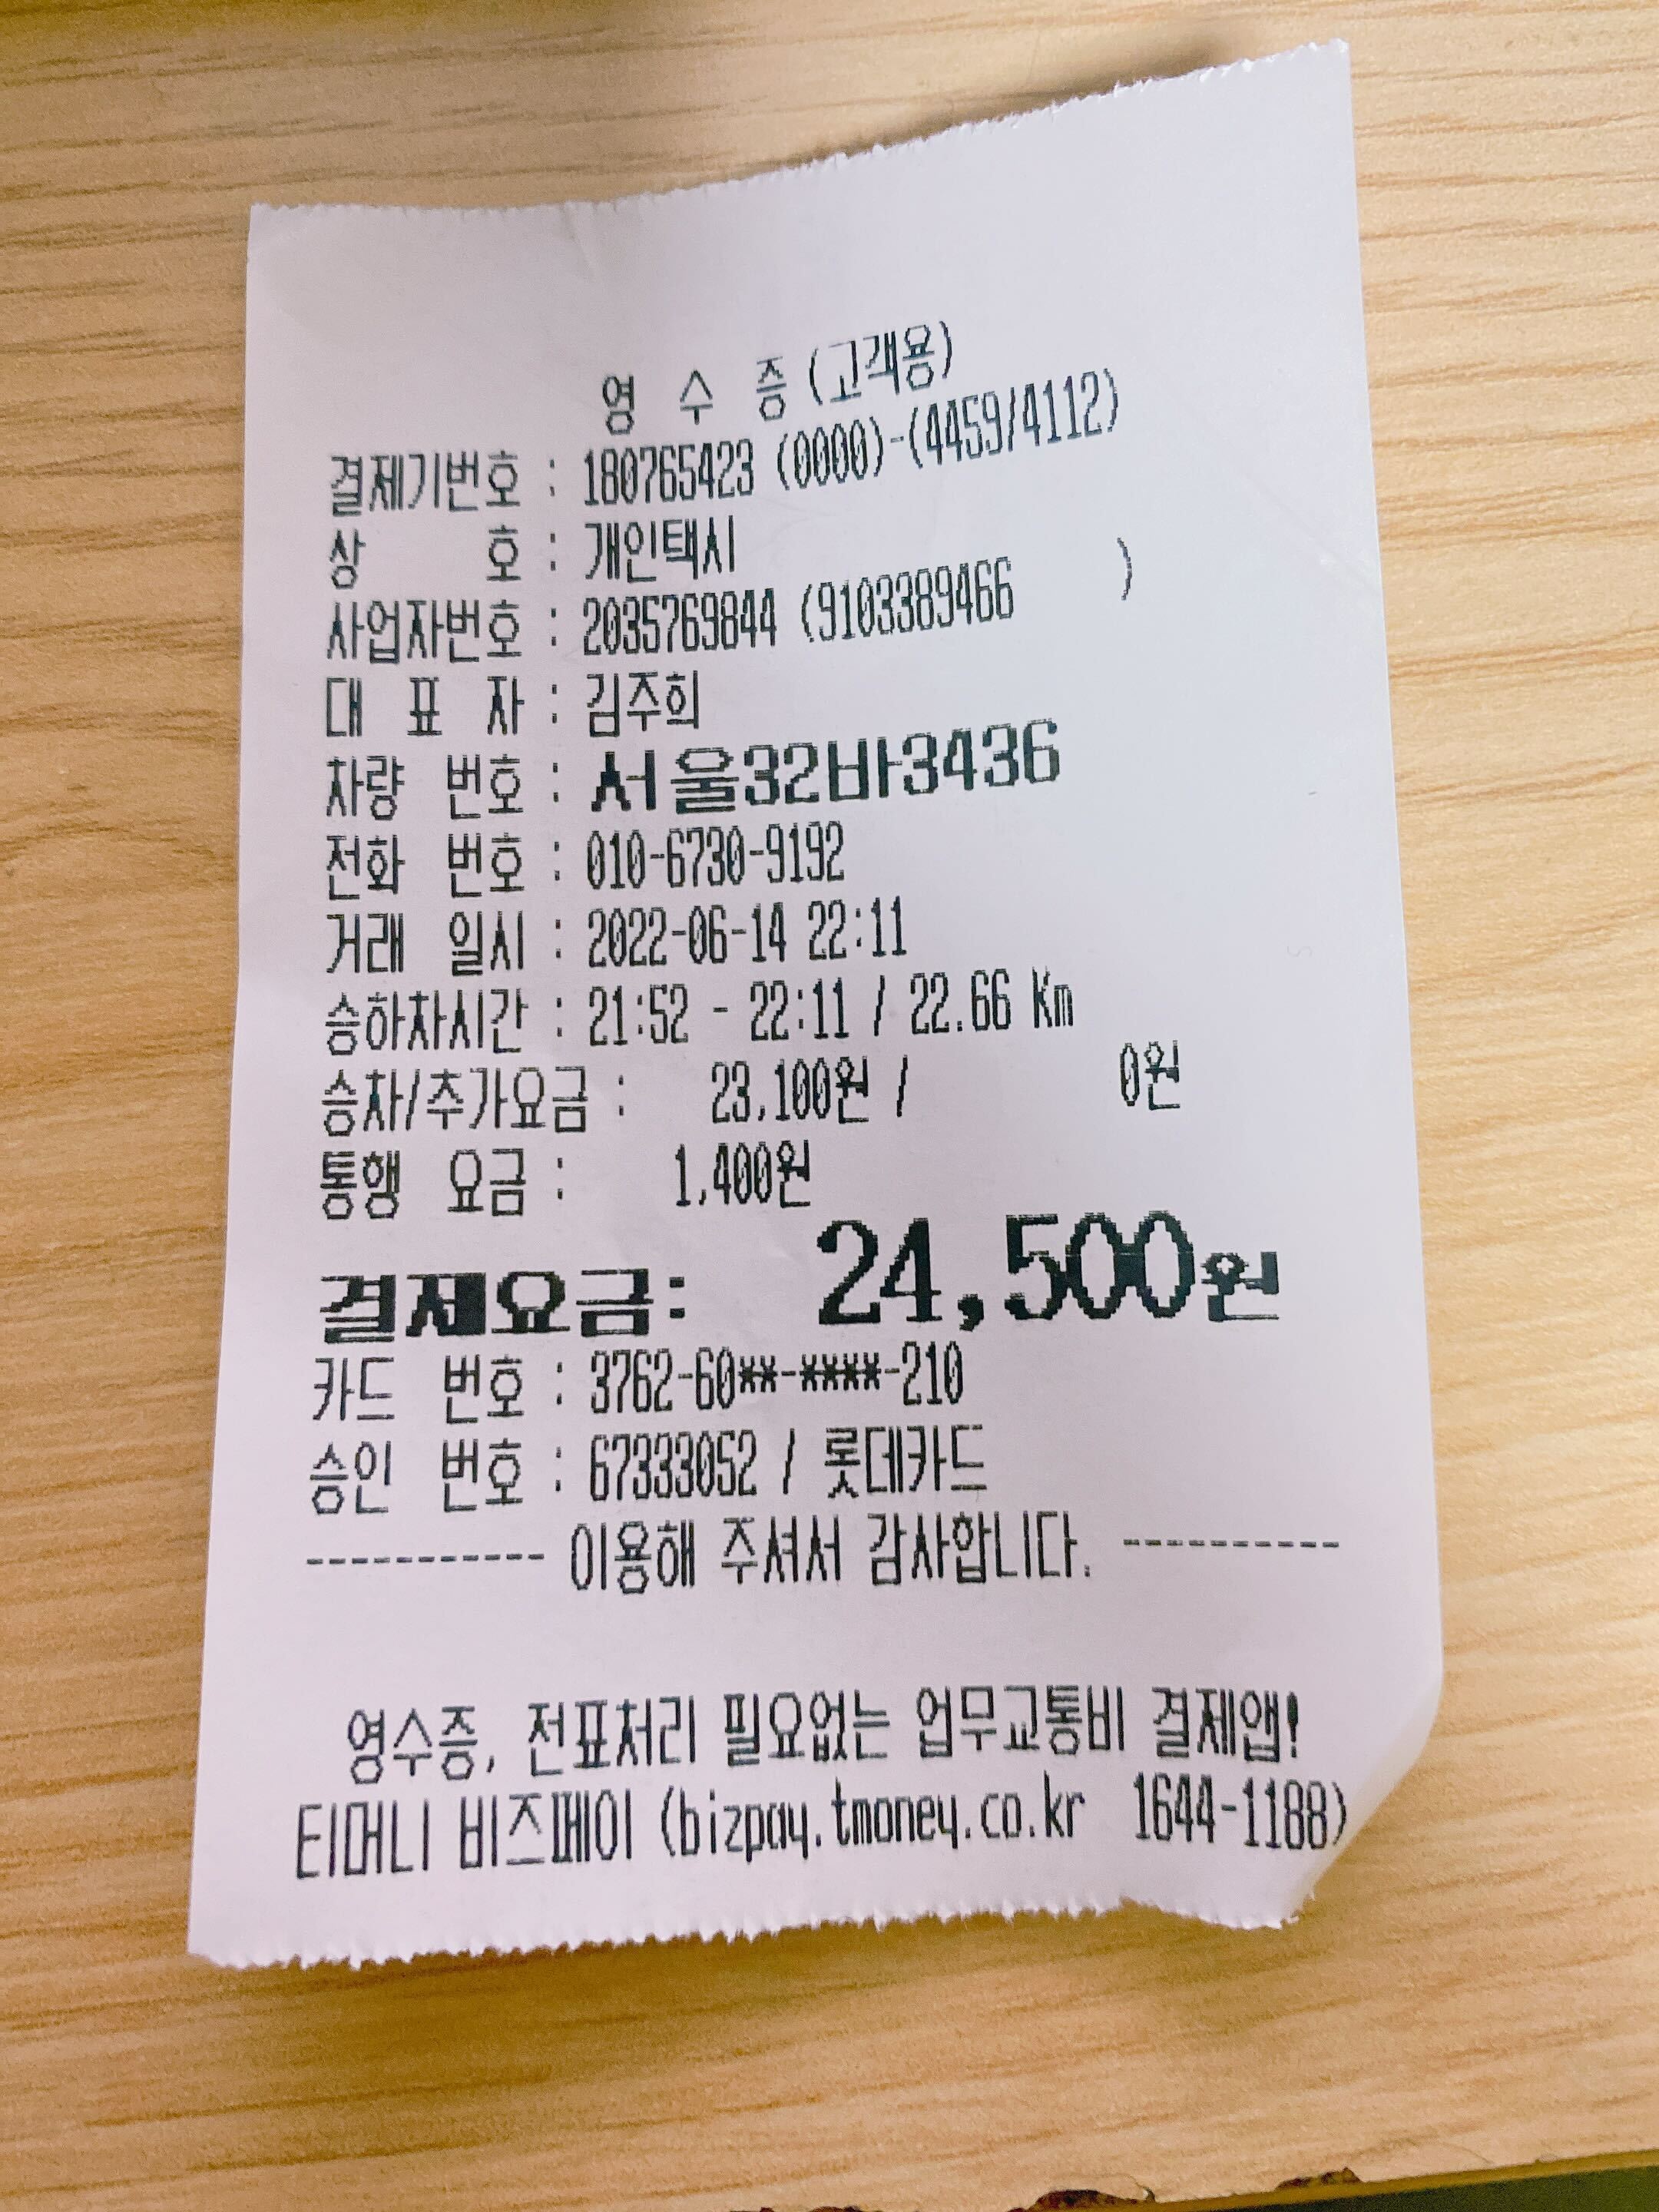 영 수 증(고객용)
결제기번호 : 180765423 (0000)-(4459/4112)
상 호 : 개인택시
사업자번호 : 2035769844 (9103389466 )
대 표 자 : 김주희
차량 번호 : 서울32바3436
전화 번호 : 010-6730-9192
거래 일시 : 2022-06-14 22:11
승하차시간 : 21:52 - 22:11 / 22.66 Km
승차/추가요금 : 23,100원 / 0원
통행 요금 : 1,400원
결제요금: 24,500원
카드 번호 : 3762-60**-****-210
승인 번호 : 67333052 / 롯데카드
----------- 이용해 주셔서 감사합니다. ----------
영수증, 전표처리 필요없는 업무교통비 결제앱!
티머니 비즈페이 (bizpay.tmoney.co.kr 1644-1188)